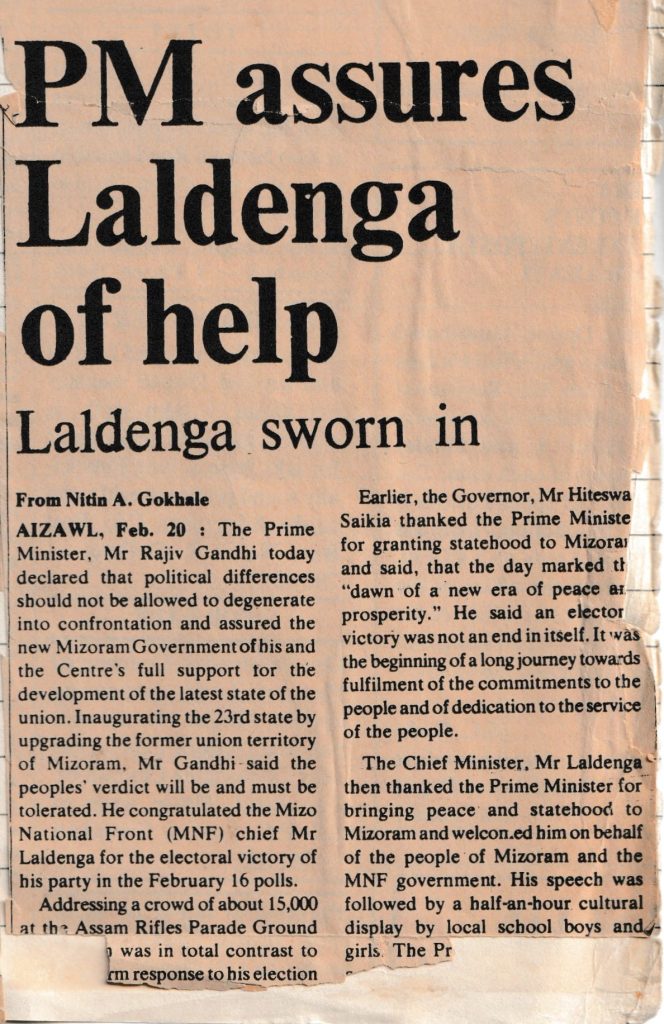 PM assures
Laldenga
of help
Laldenga sworn in
From Nitin A. Gokhale
AIZAWL, Feb. 20 : The Prime
Minister, Mr Rajiv Gandhi today
declared that political differences
should not be allowed to degenerate
into confrontation and assured the
new Mizoram Government of his and
the Centre's full support for the
development of the latest state of the
union. Inaugurating the 23rd state by
upgrading the former union territory
of Mizoram, Mr Gandhi said the
peoples' verdict will be and must be
tolerated. He congratulated the Mizo
National Front (MNF) chief Mr
Laldenga for the electoral victory of
his party in the February 16 polls.
Addressing a crowd of about 15,000
at the Assam Rifles Parade Ground
was in total contrast to
rm response to his election
Earlier, the Governor, Mr Hiteswa
Saikia thanked the Prime Ministe
for granting statehood to Mizora
and said, that the day marked th
"dawn of a new era of peace an
prosperity." He said an elector
victory was not an end in itself. It was
the beginning of a long journey towards
fulfilment of the commitments to the
people and of dedication to the service
of the people.
The Chief Minister, Mr Laldenga
then thanked the Prime Minister for
bringing peace and statehood to
Mizoram and welcomed him on behalf
of the people of Mizoram and the
MNF government. His speech was
followed by a half-an-hour cultural
display by local school boys and
girls. The Pr